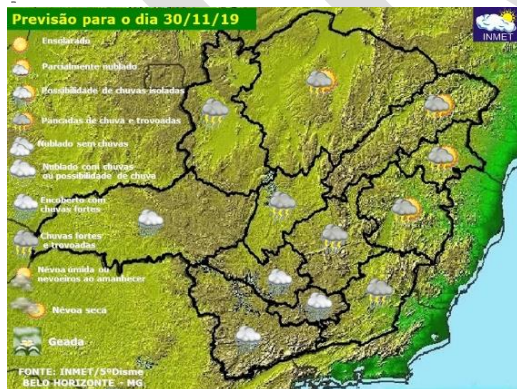 Previsão para o dia 30/11/19
INMET
Ensolarado
Parcialmente nublado
Possibilidade de chuvas isoladas
Pancadas de chuva e trovoadas
Nublado sem chuvas
Nublado com chuvas
ou possibilidade de chuva
Encoberto com
chuvas fortes
Chuvas fortes
e trovoadas
Névoa úmida ou
nevoeiros ao amanhecer
Névoa seca
Geada
FONTE: INMET/5ºDisme
BELO HORIZONTE - MG